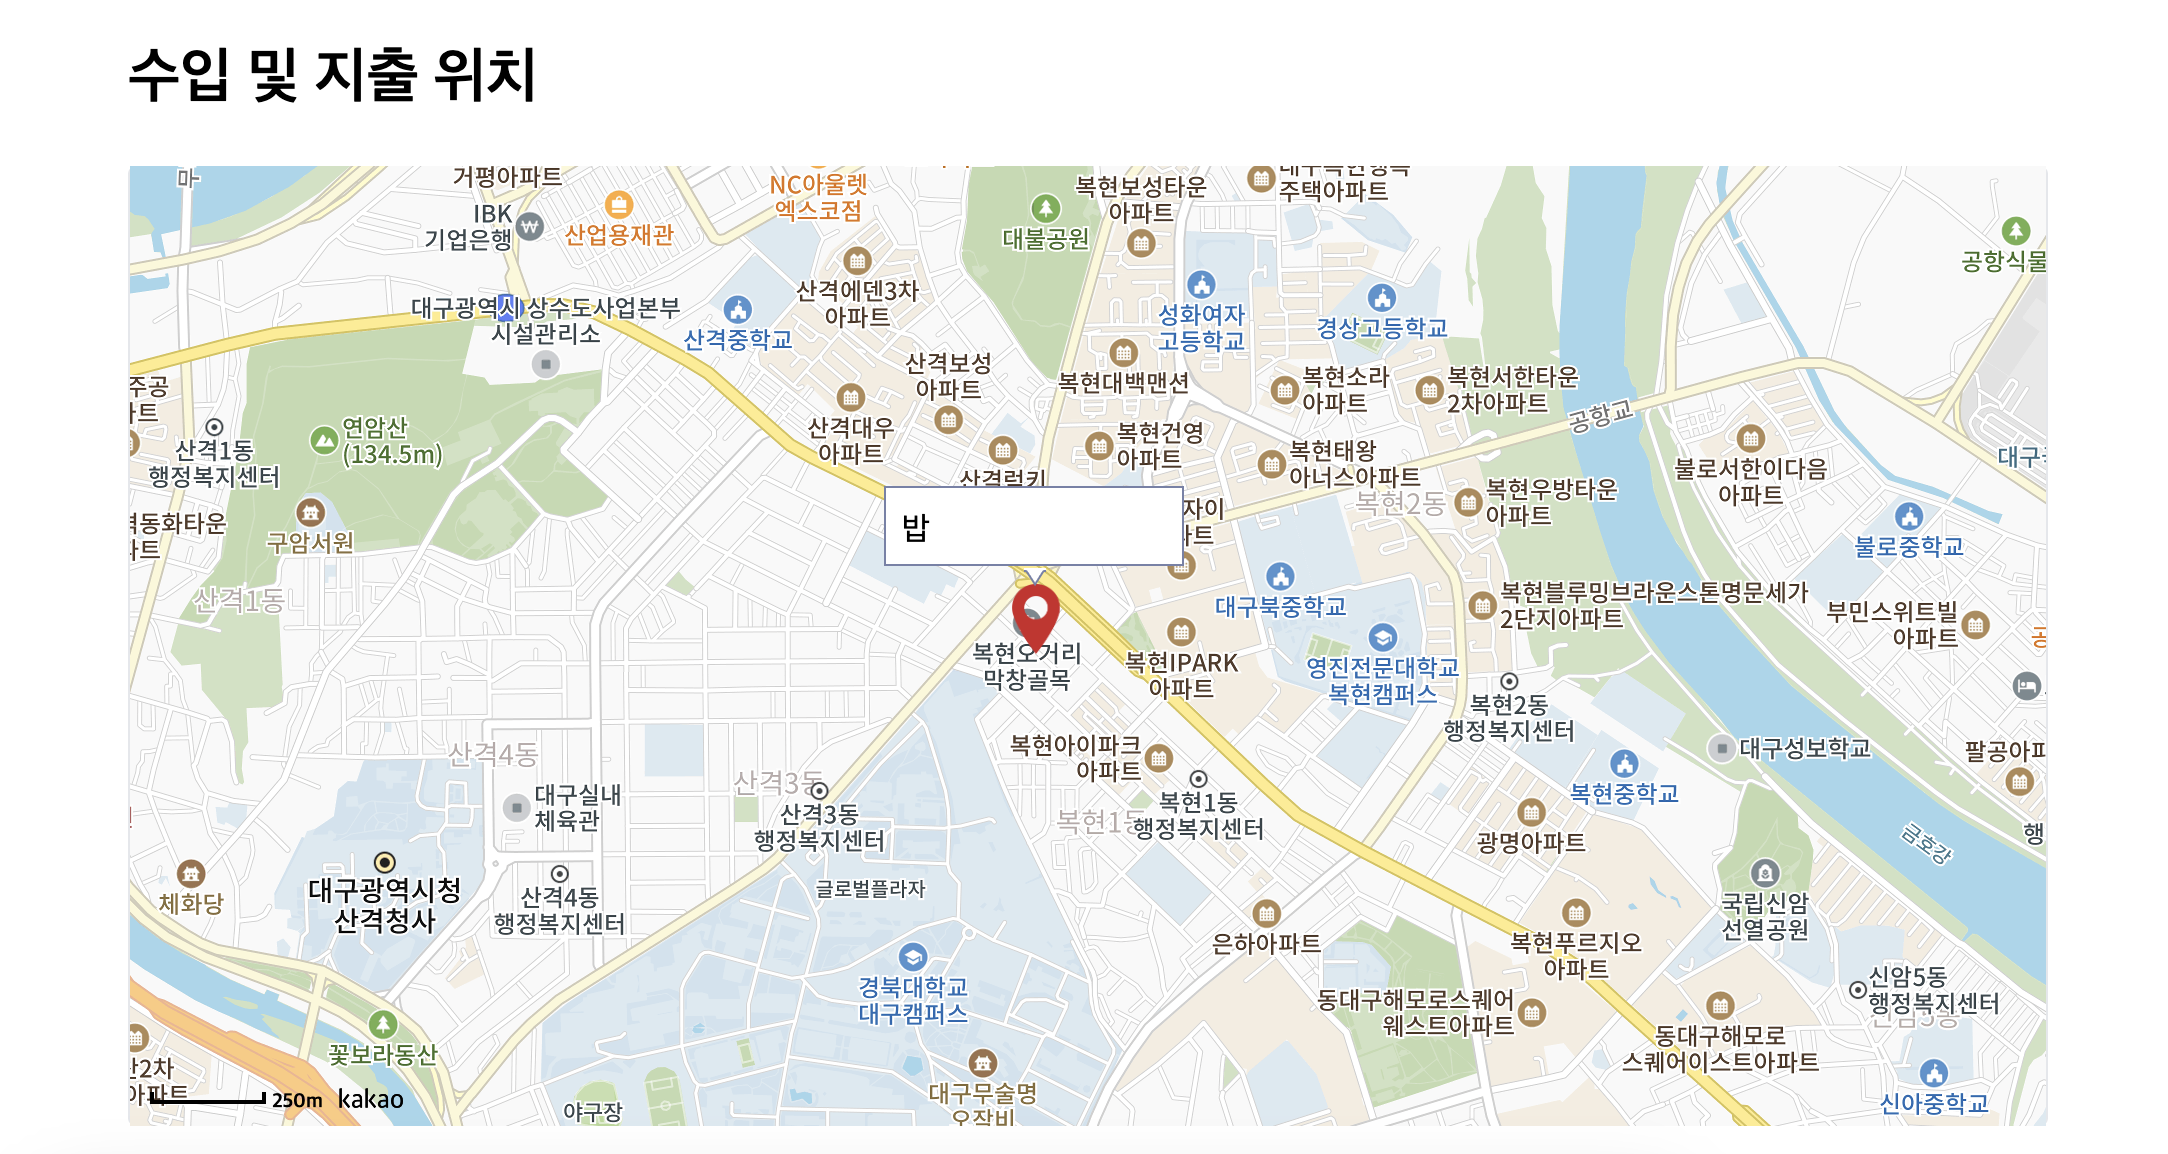 수입 및 지출 위치
마
거평아파트
IBK
기업은행
산업용재관
NC아울렛
엑스코점
대불공원
복현보성타운
아파트
주택아파트
공항식물
대구광역시 상수도사업본부
시설관리소
산격중학교
산격에덴3차
아파트
성화여자
고등학교
경상고등학교
산격보성
아파트
복현대백맨션
복현소라
아파트
복현서한타운
2차아파트
공항교
주공
연암산
(134.5m)
산격1동
행정복지센터
산격대우
아파트
산격럭키
복현건영
아파트
복현태왕
아너스아파트
복현2동
복현우방타운
아파트
불로서한이다음
아파트
불로중학교
구암서원
산격1동
밥
자이
대구북중학교
복현블루밍브라운스톤명문세가
2단지아파트
부민스위트빌
아파트
복현오거리
막창골목
복현IPARK
아파트
영진전문대학교
복현캠퍼스
복현2동
행정복지센터
대구성보학교
복현아이파크
아파트
복현1동
행정복지센터
복현1동
복현중학교
광명아파트
금호강
산격4동
대구실내
체육관
산격3동
산격3동
행정복지센터
체화당
대구광역시청
산격청사
산격4동
행정복지센터
글로벌플라자
경북대학교
대구캠퍼스
은하아파트
복현푸르지오
아파트
국립신암
선열공원
신암5동
행정복지센터
신암5동
동대구해모로스퀘어
웨스트아파트
동대구해모로
스퀘어이스트아파트
신아중학교
꽃보라동산
대구무술명
오작비
야구장
250m kakao